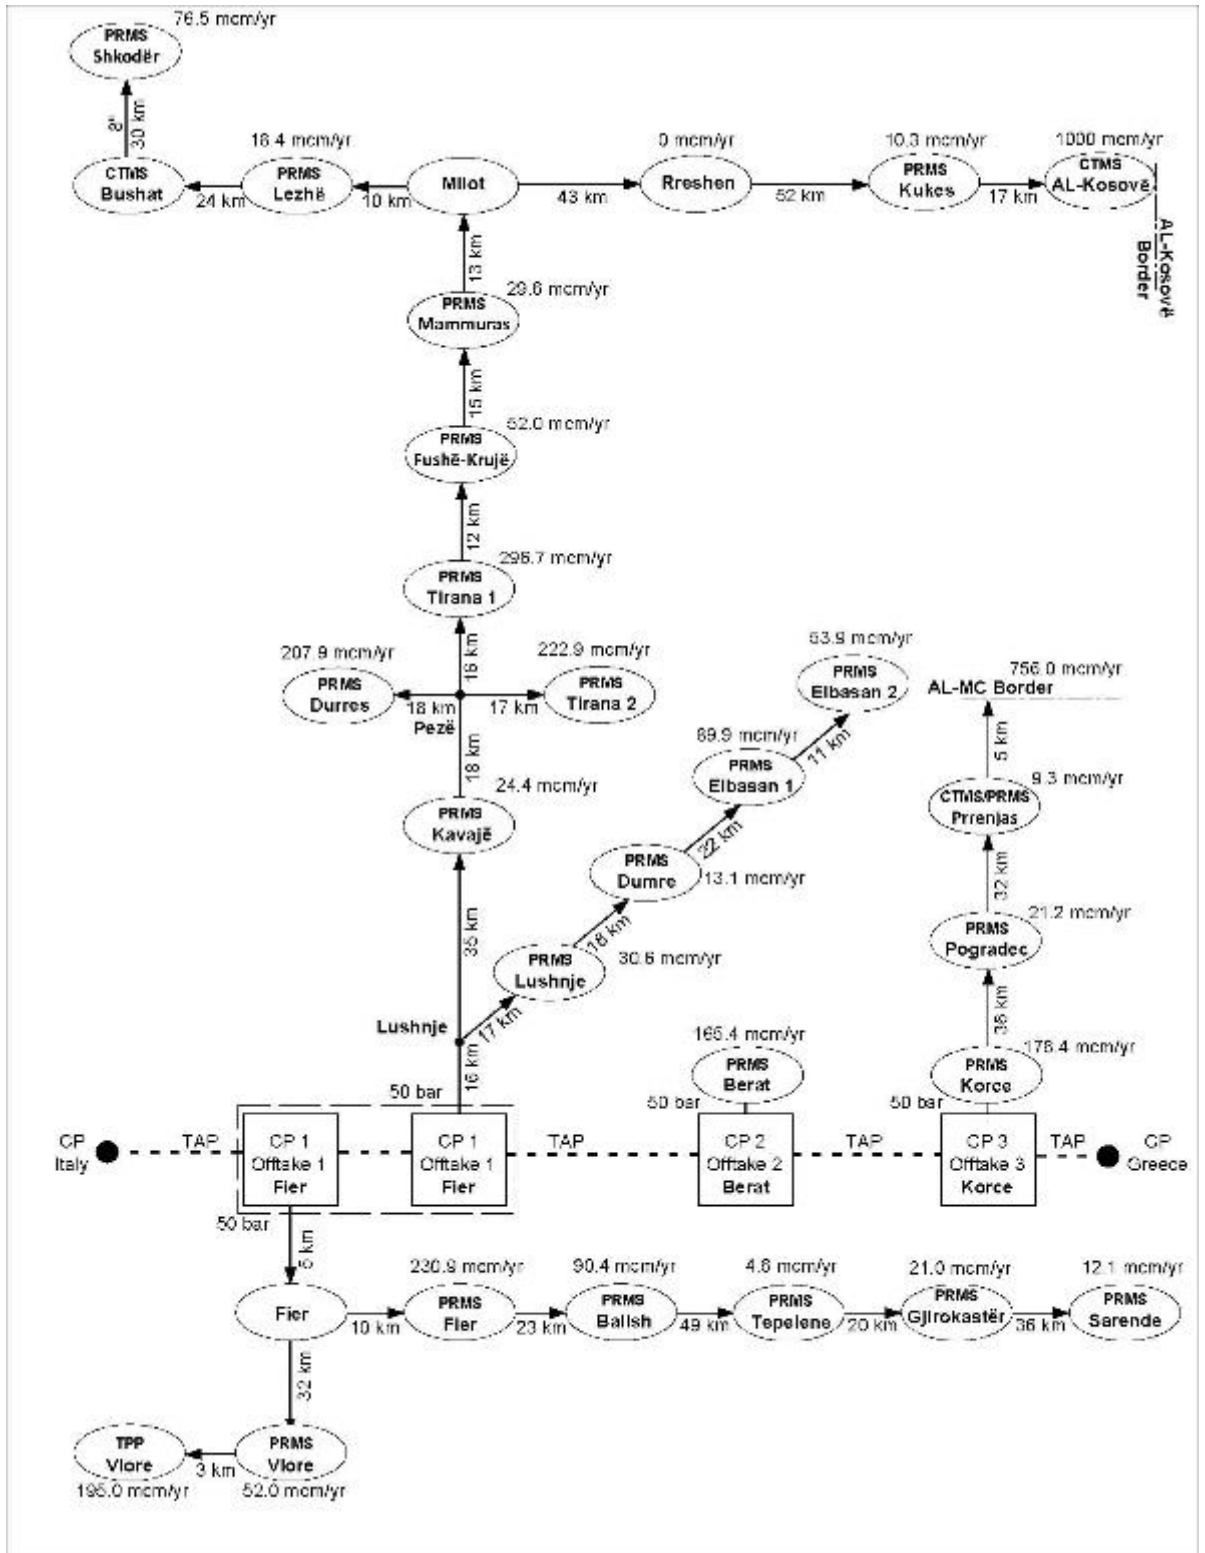 76.5 mcm/yr
PRMS
Shkodër
8"
30 km
CTMS
Bushat
24 km
18.4 mcm/yr
PRMS
Lezhë
10 km
Milot
43 km
0 mcm/yr
Rreshen
52 km
10.3 mcm/yr
PRMS
Kukes
17 km
1000 mcm/yr
CTMS
AL-Kosovë
AL-Kosovë
Border
13 km
29.6 mcm/yr
PRMS
Mammuras
15 km
52.0 mcm/yr
PRMS
Fushë-Krujë
12 km
296.7 mcm/yr
PRMS
Tirana 1
16 km
207.9 mcm/yr
PRMS
Durres
18 km
Pezë
222.9 mcm/yr
PRMS
Tirana 2
17 km
18 km
24.4 mcm/yr
PRMS
Kavajë
35 km
53.9 mcm/yr
PRMS
Elbasan 2
11 km
PRMS
Elbasan 1
22 km
PRMS
Dumre
13.1 mcm/yr
18 km
PRMS
Lushnje
30.6 mcm/yr
17 km
Lushnje
16 km
756.0 mcm/yr
AL-MC Border
5 km
9.3 mcm/yr
CTMS/PRMS
Prrenjas
32 km
21.2 mcm/yr
PRMS
Pogradec
km
mcm/yr
PRMS
Korce
165.4 mcm/yr
PRMS
Berat
50 bar
50 bar
50 bar
CP
Italy
TAP
CP 1
Offtake 1
Fier
CP 1
Offtake 1
Fier
TAP
CP 2
Offtake 2
Berat
TAP
CP 3
Offtake 3
Korce
TAP
CP
Greece
50 bar
5 km
Fier
10 km
230.9 mcm/yr
PRMS
Fier
23 km
90.4 mcm/yr
PRMS
Ballsh
49 km
4.6 mcm/yr
PRMS
Tepelene
20 km
21.0 mcm/yr
PRMS
Gjirokastër
36 km
12.1 mcm/yr
PRMS
Sarende
32 km
TPP
Vlore
195.0 mcm/yr
3 km
PRMS
Vlore
52.0 mcm/yr